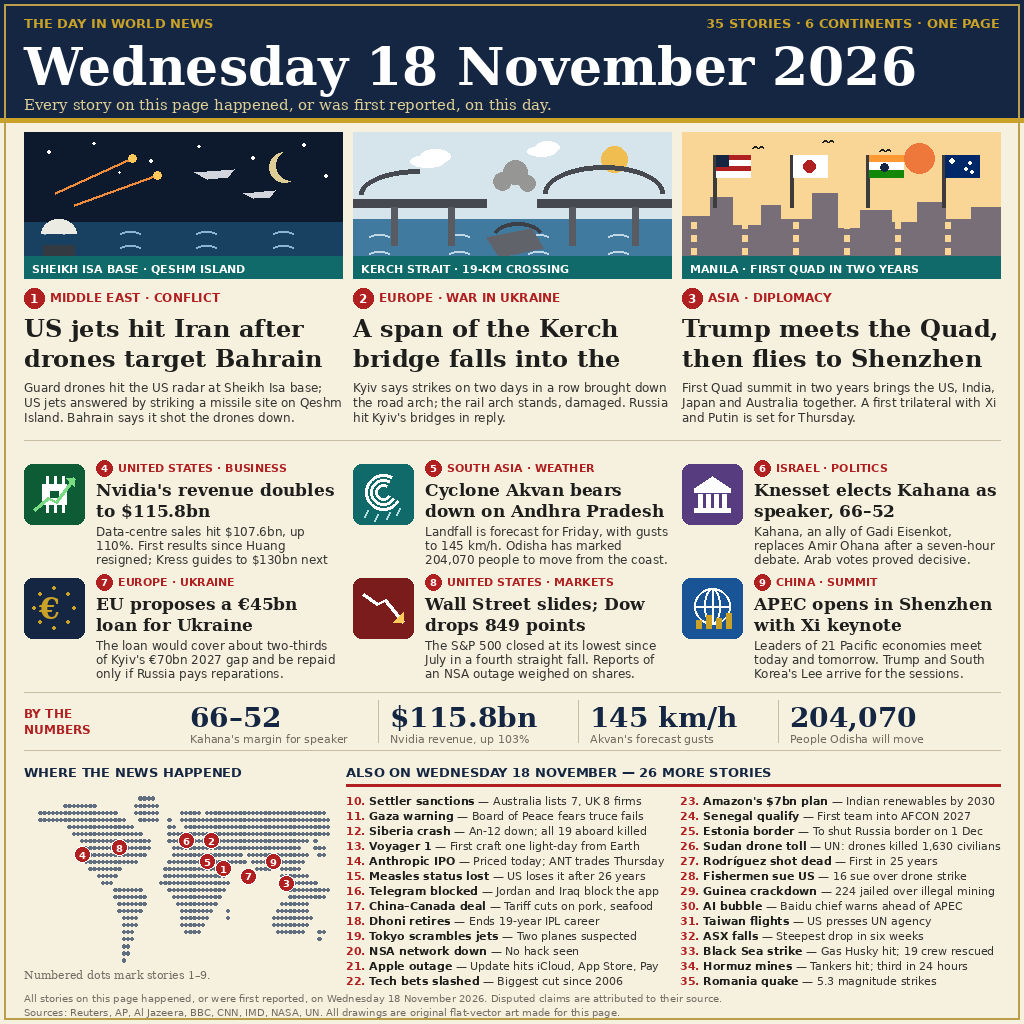 THE DAY IN WORLD NEWS
35 STORIES · 6 CONTINENTS · ONE PAGE
Wednesday 18 November 2026
Every story on this page happened, or was first reported, on this day.
SHEIKH ISA BASE · QESHM ISLAND
1 MIDDLE EAST · CONFLICT
US jets hit Iran after
drones target Bahrain
Guard drones hit the US radar at Sheikh Isa base;
US jets answered by striking a missile site on Qeshm
Island. Bahrain says it shot the drones down.
KERCH STRAIT · 19-KM CROSSING
2 EUROPE · WAR IN UKRAINE
A span of the Kerch
bridge falls into the
Kyiv says strikes on two days in a row brought down
the road arch; the rail arch stands, damaged. Russia
hit Kyiv's bridges in reply.
MANILA · FIRST QUAD IN TWO YEARS
3 ASIA · DIPLOMACY
Trump meets the Quad,
then flies to Shenzhen
First Quad summit in two years brings the US, India,
Japan and Australia together. A first trilateral with Xi
and Putin is set for Thursday.
4 UNITED STATES · BUSINESS
Nvidia's revenue doubles
to $115.8bn
Data-centre sales hit $107.6bn, up
110%. First results since Huang
resigned; Kress guides to $130bn next
5 SOUTH ASIA · WEATHER
Cyclone Akvan bears
down on Andhra Pradesh
Landfall is forecast for Friday, with gusts
to 145 km/h. Odisha has marked
204,070 people to move from the coast.
6 ISRAEL · POLITICS
Knesset elects Kahana as
speaker, 66–52
Kahana, an ally of Gadi Eisenkot,
replaces Amir Ohana after a seven-hour
debate. Arab votes proved decisive.
€
7 EUROPE · UKRAINE
EU proposes a €45bn
loan for Ukraine
The loan would cover about two-thirds
of Kyiv's €70bn 2027 gap and be repaid
only if Russia pays reparations.
8 UNITED STATES · MARKETS
Wall Street slides; Dow
drops 849 points
The S&P 500 closed at its lowest since
July in a fourth straight fall. Reports of
an NSA outage weighed on shares.
9 CHINA · SUMMIT
APEC opens in Shenzhen
with Xi keynote
Leaders of 21 Pacific economies meet
today and tomorrow. Trump and South
Korea's Lee arrive for the sessions.
BY THE
NUMBERS
66–52
Kahana's margin for speaker
$115.8bn
Nvidia revenue, up 103%
145 km/h
Akvan's forecast gusts
204,070
People Odisha will move
WHERE THE NEWS HAPPENED
6 2
4 8
5 1 9
7 3
Numbered dots mark stories 1–9.
ALSO ON WEDNESDAY 18 NOVEMBER — 26 MORE STORIES
10. Settler sanctions — Australia lists 7, UK 8 firms
11. Gaza warning — Board of Peace fears truce fails
12. Siberia crash — An-12 down; all 19 aboard killed
13. Voyager 1 — First craft one light-day from Earth
14. Anthropic IPO — Priced today; ANT trades Thursday
15. Measles status lost — US loses it after 26 years
16. Telegram blocked — Jordan and Iraq block the app
17. China–Canada deal — Tariff cuts on pork, seafood
18. Dhoni retires — Ends 19-year IPL career
19. Tokyo scrambles jets — Two planes suspected
20. NSA network down — No hack seen
21. Apple outage — Update hits iCloud, App Store, Pay
22. Tech bets slashed — Biggest cut since 2006
23. Amazon's $7bn plan — Indian renewables by 2030
24. Senegal qualify — First team into AFCON 2027
25. Estonia border — To shut Russia border on 1 Dec
26. Sudan drone toll — UN: drones killed 1,630 civilians
27. Rodríguez shot dead — First in 25 years
28. Fishermen sue US — 16 sue over drone strike
29. Guinea crackdown — 224 jailed over illegal mining
30. AI bubble — Baidu chief warns ahead of APEC
31. Taiwan flights — US presses UN agency
32. ASX falls — Steepest drop in six weeks
33. Black Sea strike — Gas Husky hit; 19 crew rescued
34. Hormuz mines — Tankers hit; third in 24 hours
35. Romania quake — 5.3 magnitude strikes
All stories on this page happened, or were first reported, on Wednesday 18 November 2026. Disputed claims are attributed to their source.
Sources: Reuters, AP, Al Jazeera, BBC, CNN, IMD, NASA, UN. All drawings are original flat-vector art made for this page.